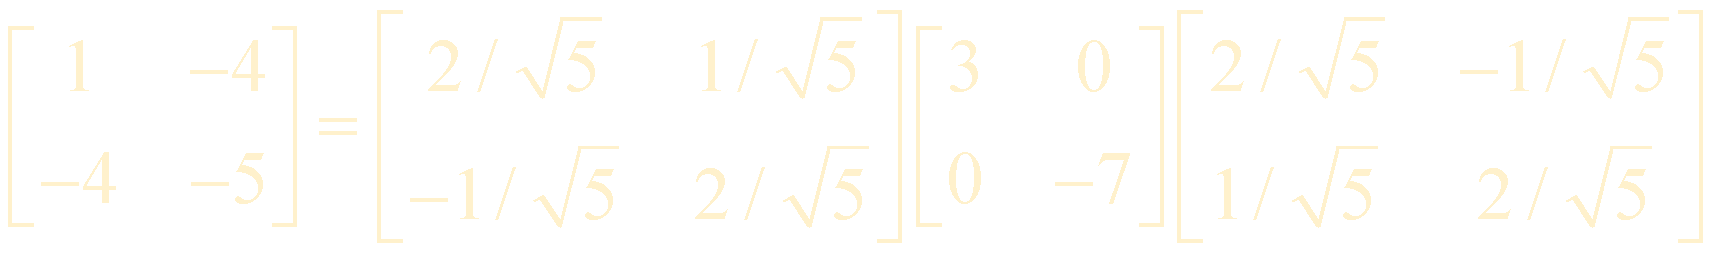 [ 1 −4 ] = [ 2/√5 1/√5 ] [ 3 0 ] [ 2/√5 −1/√5 ]
[ −4 −5 ] [ −1/√5 2/√5 ] [ 0 −7 ] [ 1/√5 2/√5 ]